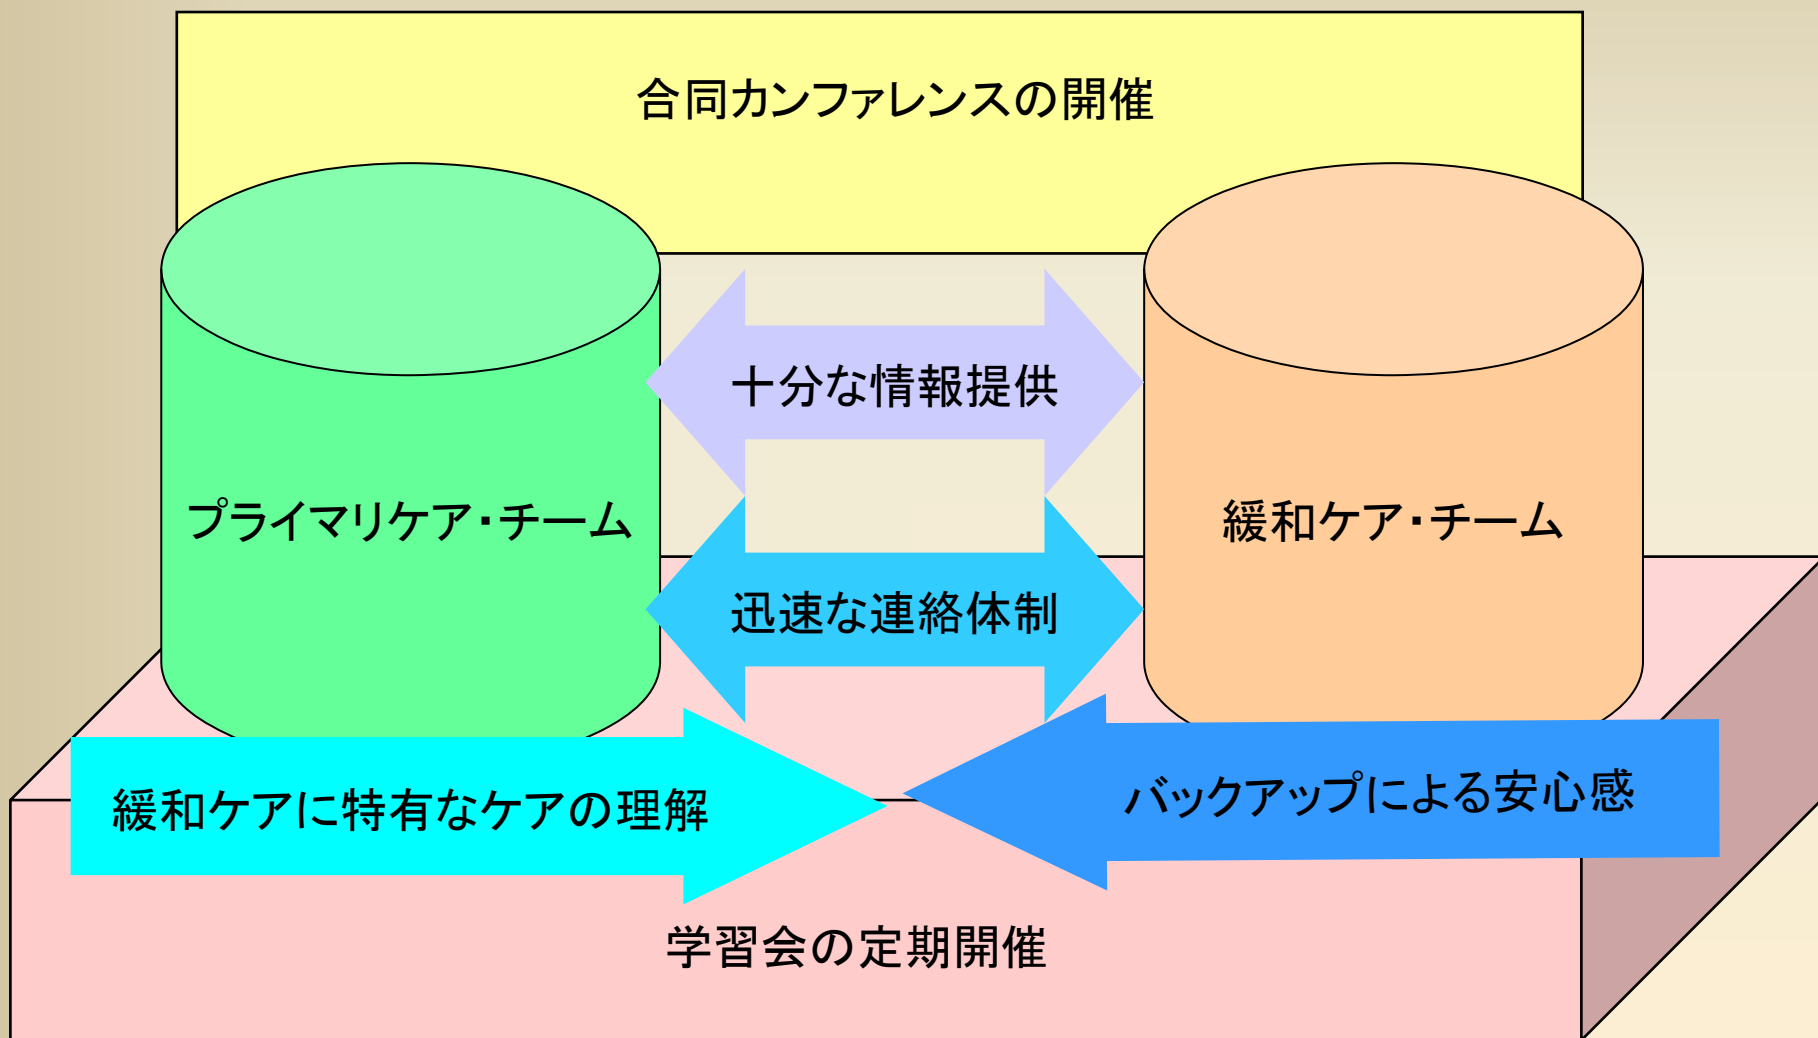 合同カンファレンスの開催
十分な情報提供
プライマリケア・チーム
緩和ケア・チーム
迅速な連絡体制
緩和ケアに特有なケアの理解
バックアップによる安心感
学習会の定期開催